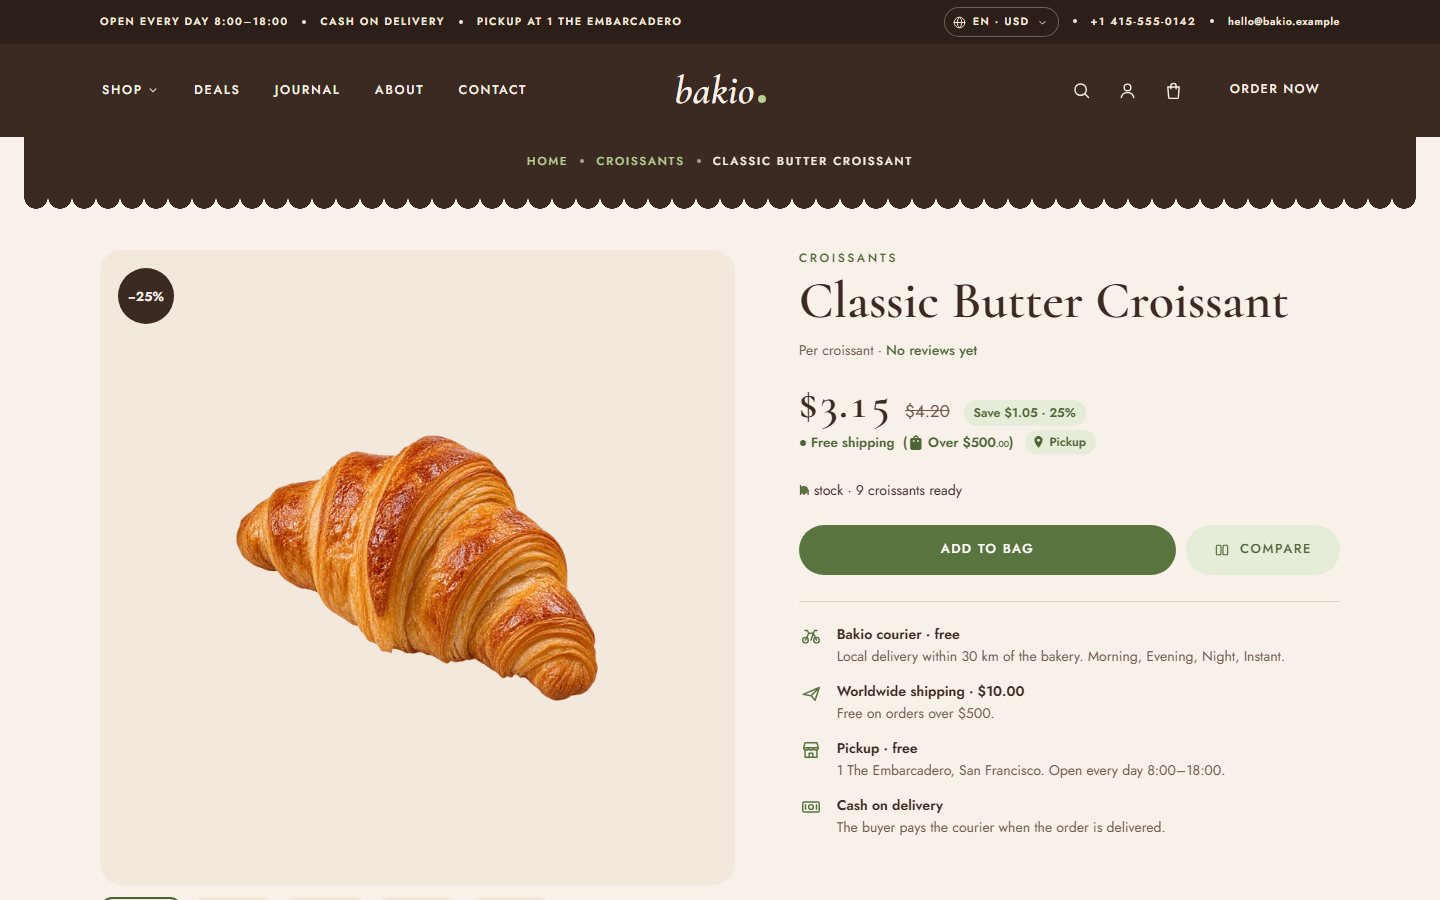 OPEN EVERY DAY 8:00–18:00 • CASH ON DELIVERY • PICKUP AT 1 THE EMBARCADERO
EN · USD • +1 415-555-0142 • hello@bakio.example
SHOP DEALS JOURNAL ABOUT CONTACT
bakio.
ORDER NOW
HOME • CROISSANTS • CLASSIC BUTTER CROISSANT
−25%
CROISSANTS
Classic Butter Croissant
Per croissant · No reviews yet
$3.15 $4.20 Save $1.05 · 25%
• Free shipping ( Over $500.00) Pickup
stock · 9 croissants ready
ADD TO BAG
COMPARE
Bakio courier · free
Local delivery within 30 km of the bakery. Morning, Evening, Night, Instant.
Worldwide shipping · $10.00
Free on orders over $500.
Pickup · free
1 The Embarcadero, San Francisco. Open every day 8:00–18:00.
Cash on delivery
The buyer pays the courier when the order is delivered.